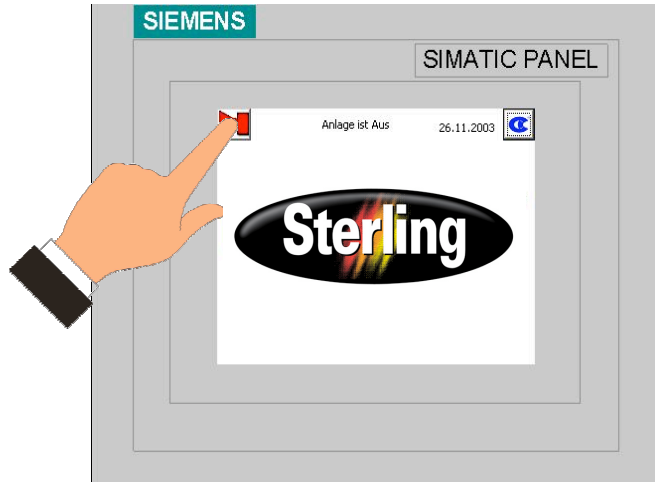 SIEMENS
SIMATIC PANEL
Anlage ist Aus
26.11.2003
Sterling